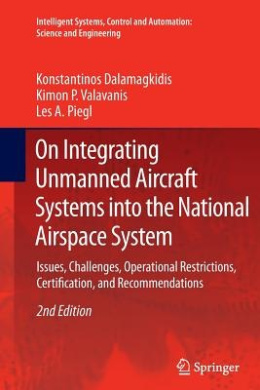 Intelligent Systems, Control and Automation:
Science and Engineering
Konstantinos Dalamagkidis
Kimon P. Valavanis
Les A. Piegl
On Integrating
Unmanned Aircraft
Systems into the National
Airspace System
Issues, Challenges, Operational Restrictions,
Certification, and Recommendations
2nd Edition
Springer